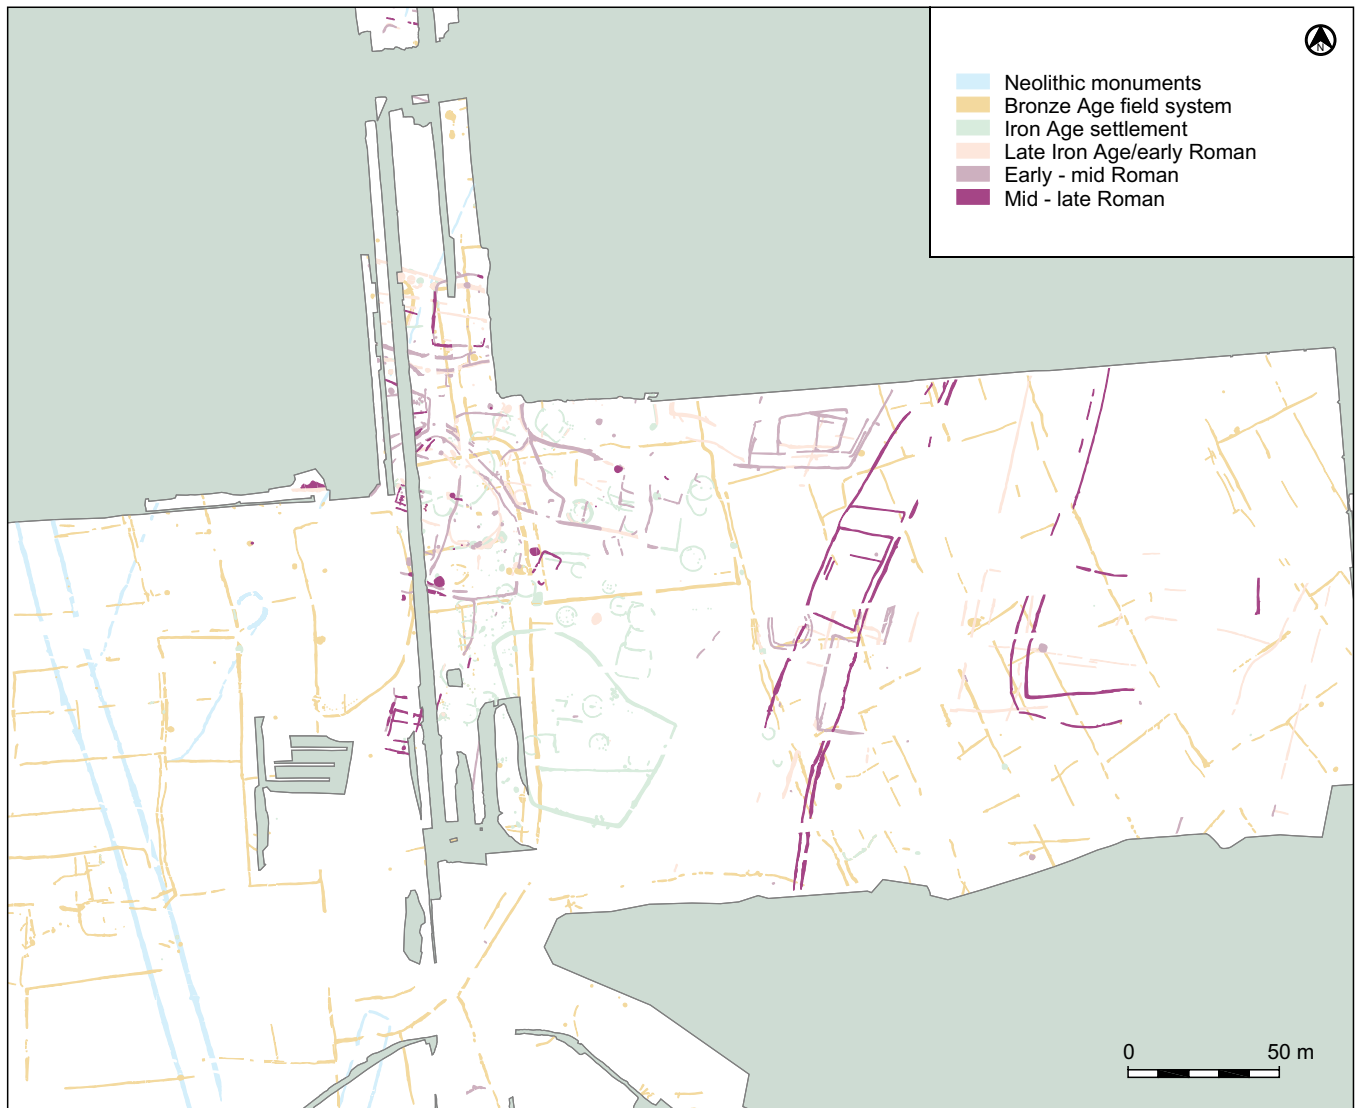 N
Neolithic monuments
Bronze Age field system
Iron Age settlement
Late Iron Age/early Roman
Early - mid Roman
Mid - late Roman
0 50 m